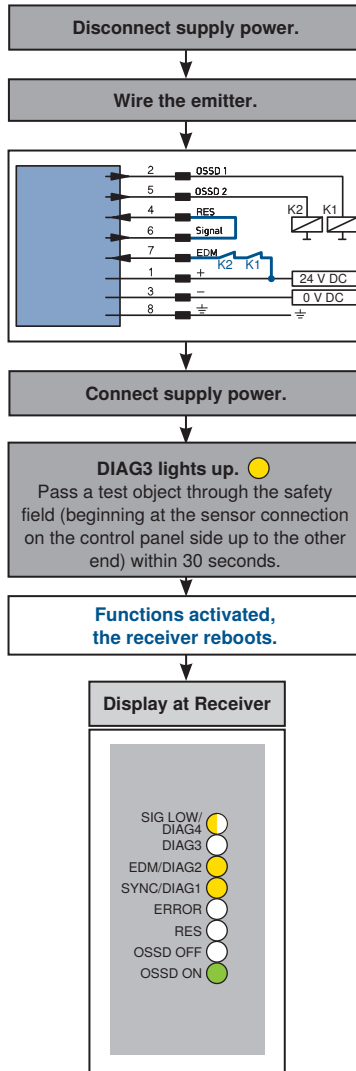 Disconnect supply power.
Wire the emitter.
2 OSSD 1
5 OSSD 2
4 RES
K2 K1
6 Signal
7 EDM
K2 K1
1 + 24 V DC
3 − 0 V DC
8
Connect supply power.
DIAG3 lights up.
Pass a test object through the safety
field (beginning at the sensor connection
on the control panel side up to the other
end) within 30 seconds.
Functions activated,
the receiver reboots.
Display at Receiver
SIG LOW/
DIAG4
DIAG3
EDM/DIAG2
SYNC/DIAG1
ERROR
RES
OSSD OFF
OSSD ON